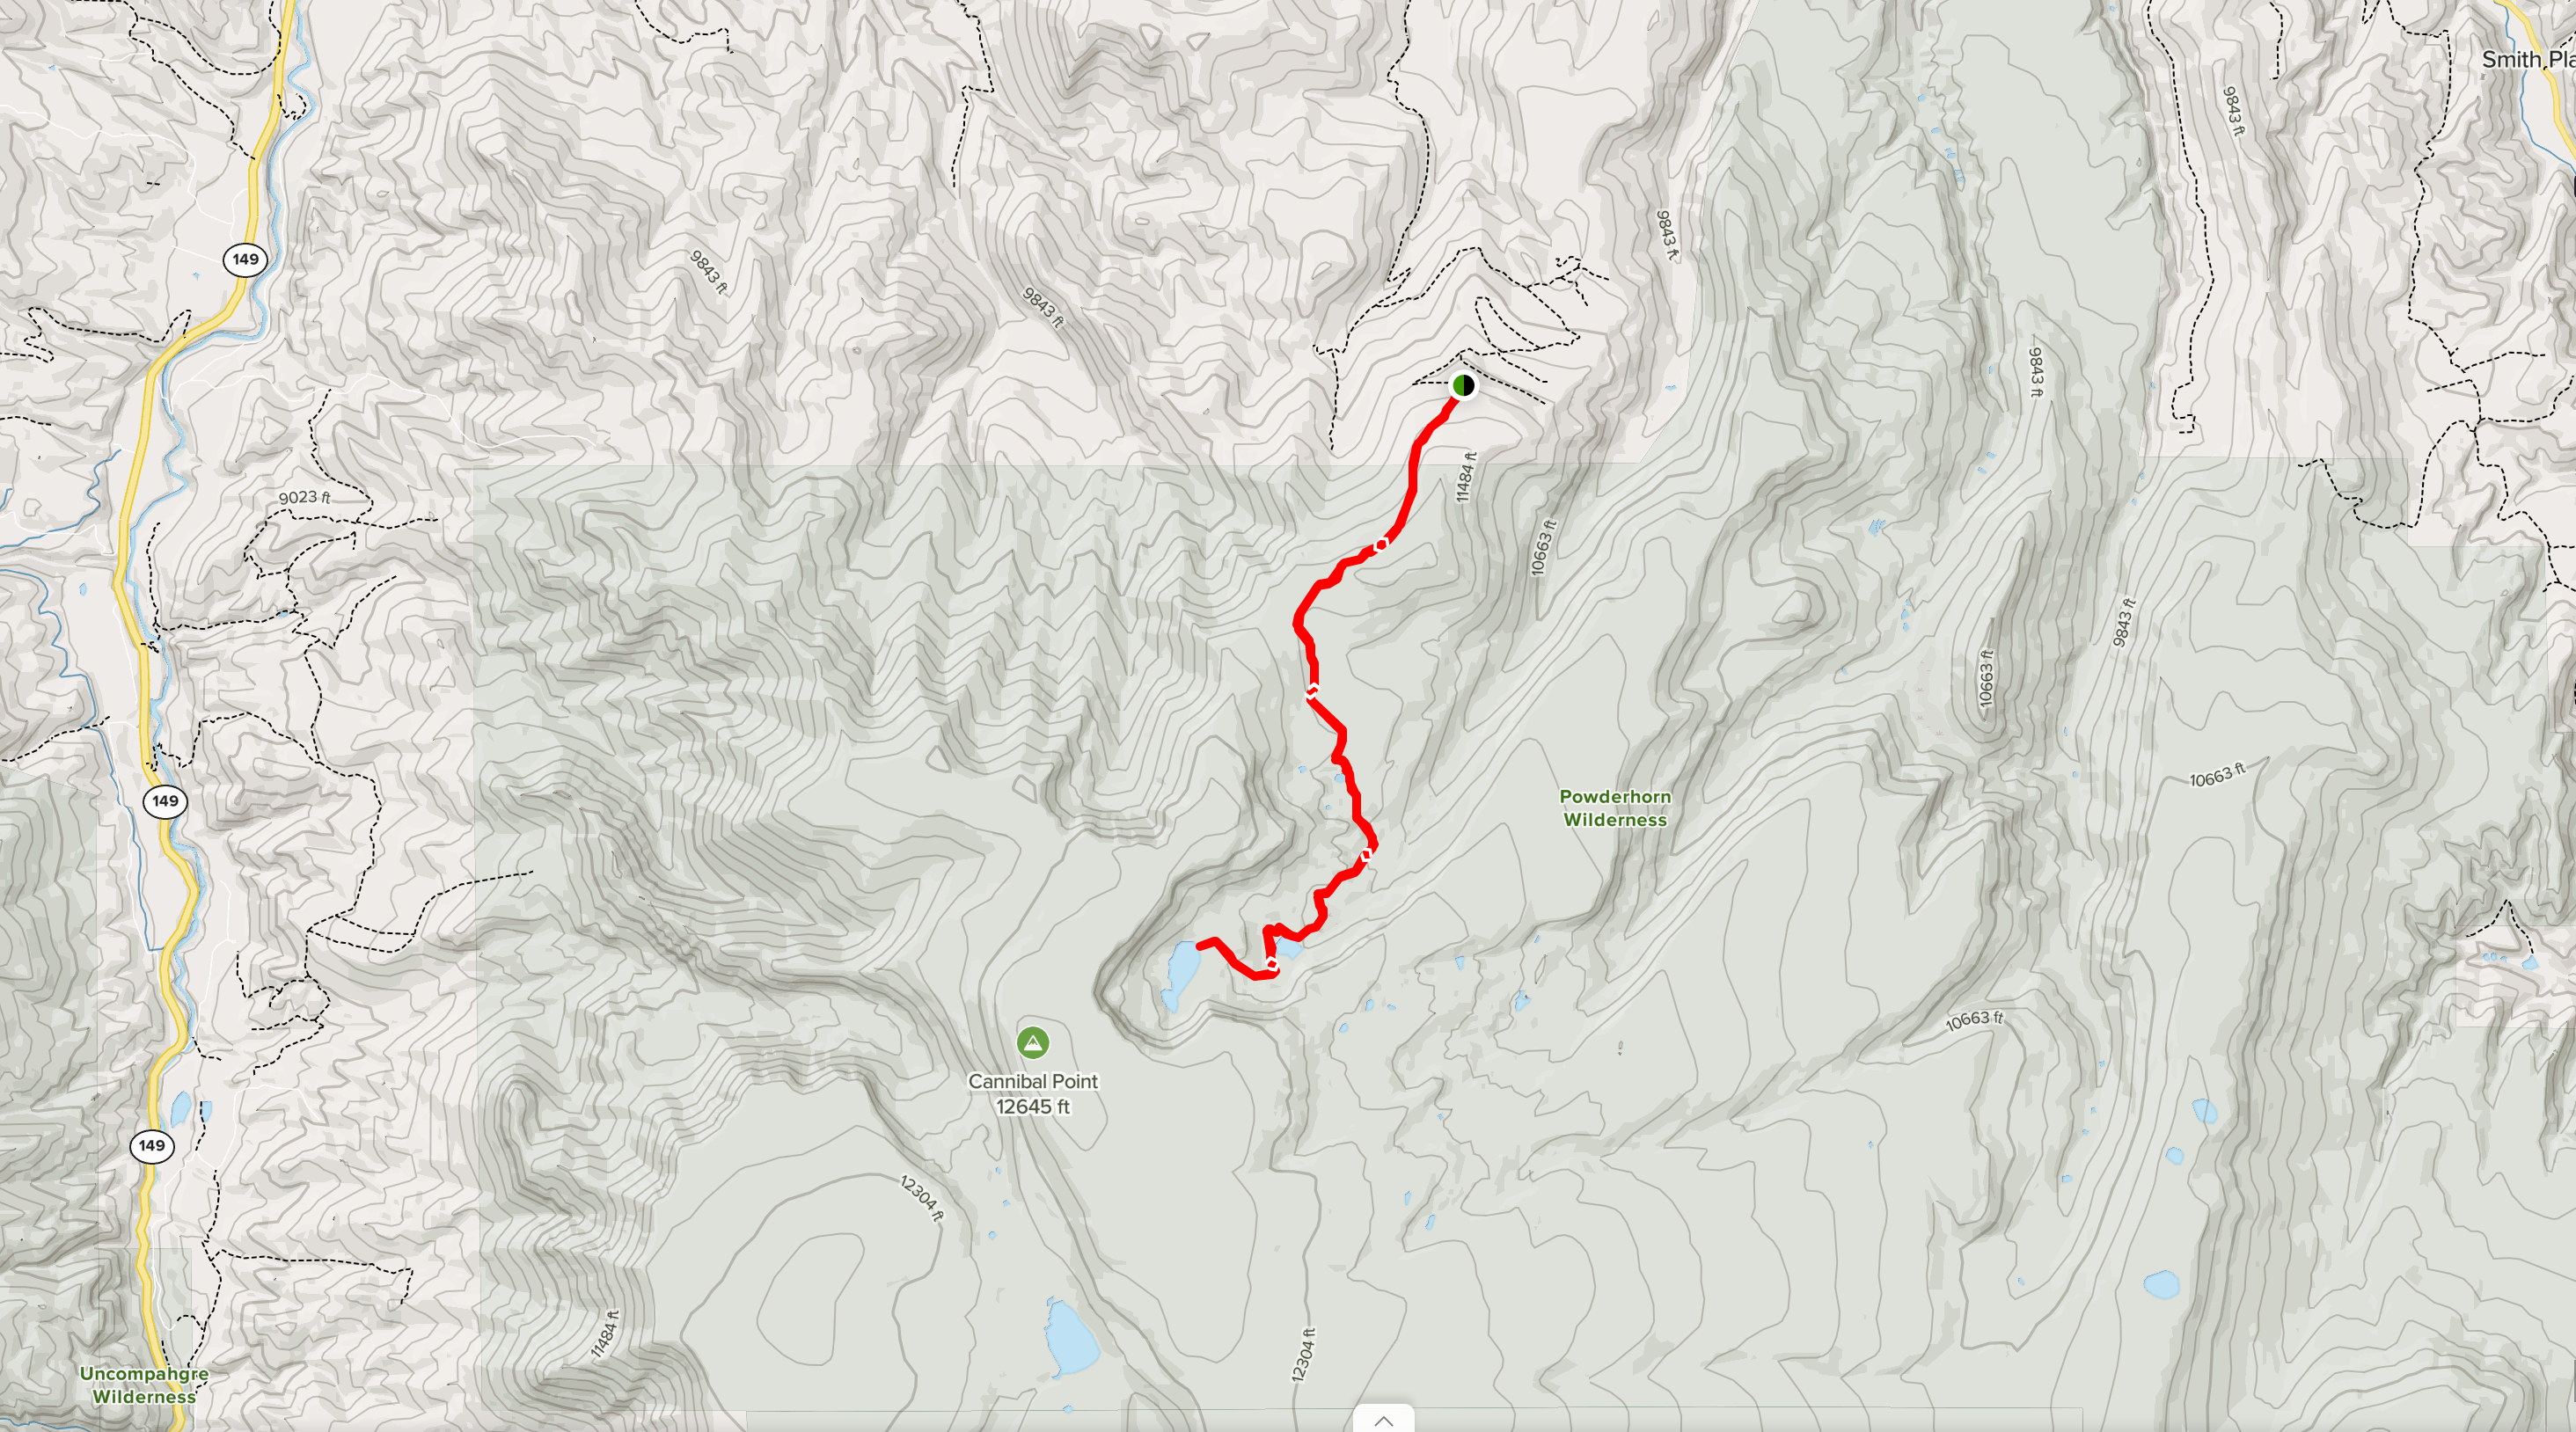 Smith Pla
9843 ft
149
9843 ft
9843 ft
9843 ft
9843 ft
11484 ft
9023 ft
10663 ft
9843 ft
10663 ft
10663 ft
149
Powderhorn
Wilderness
10663 ft
Cannibal Point
12645 ft
149
12304 ft
11484 ft
12304 ft
Uncompahgre
Wilderness